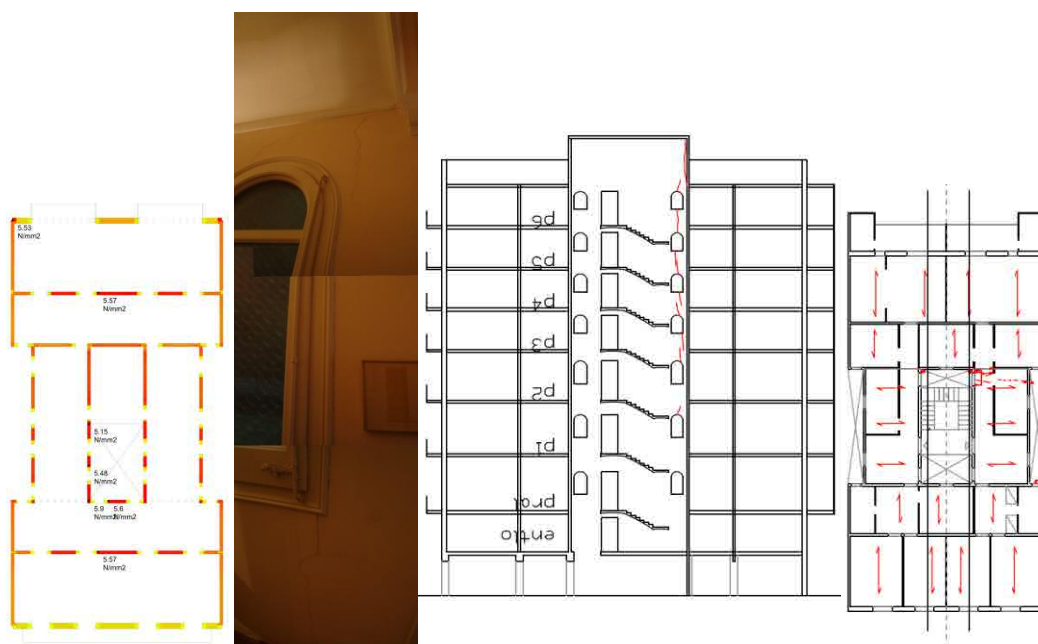 5.53
N/mm2
5.57
N/mm2
5.15
N/mm2
5.48
N/mm2
5.9 5.6
N/mm2 N/mm2
5.57
N/mm2
p6
p5
p4
p3
p2
p1
pral
entlo